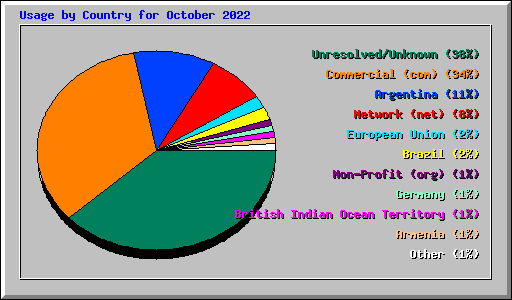 Usage by Country for October 2022
Unresolved/Unknown (38%)
Commercial (com) (34%)
Argentina (11%)
Network (net) (8%)
European Union (2%)
Brazil (2%)
Non-Profit (org) (1%)
Germany (1%)
British Indian Ocean Territory (1%)
Armenia (1%)
Other (1%)